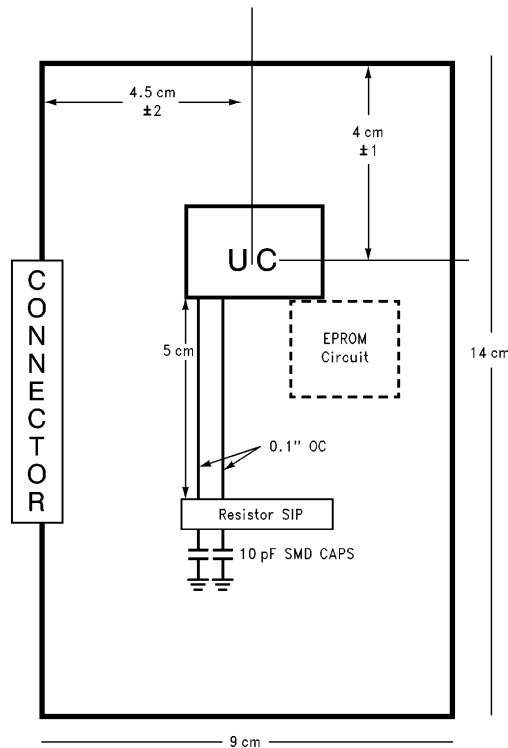 4.5 cm
±2
4 cm
±1
UC
CONNECTOR
5 cm
EPROM
Circuit
14 cm
0.1" OC
Resistor SIP
10 pF SMD CAPS
9 cm